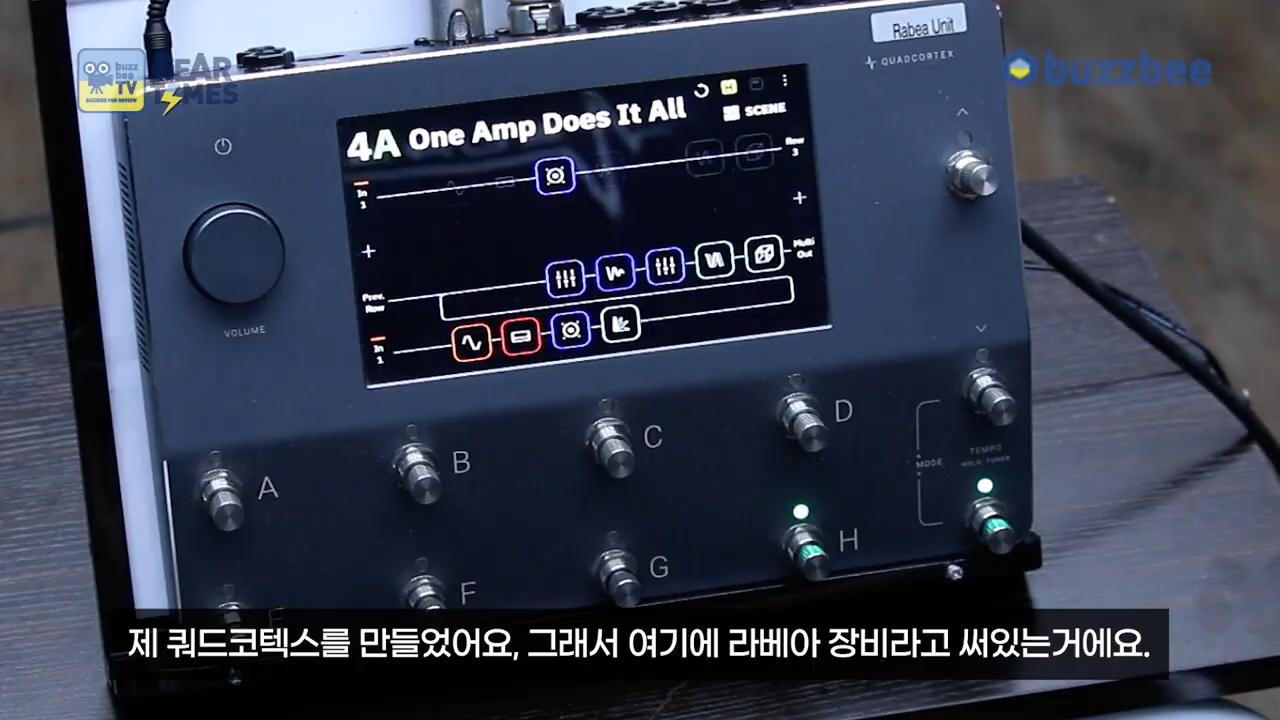 Rabea Unit
QUADCORTEX
buzz
bee
TV
GEAR
TIMES
buzzbee
4A One Amp Does It All
SCENE
In
1
Row
3
Multi
Out
Prev.
Row
In
1
VOLUME
A
B
C
D
TEMPO
HOLD TUNER
MODE
E
F
G
H
제 쿼드코텍스를 만들었어요, 그래서 여기에 라베아 장비라고 써있는거에요.